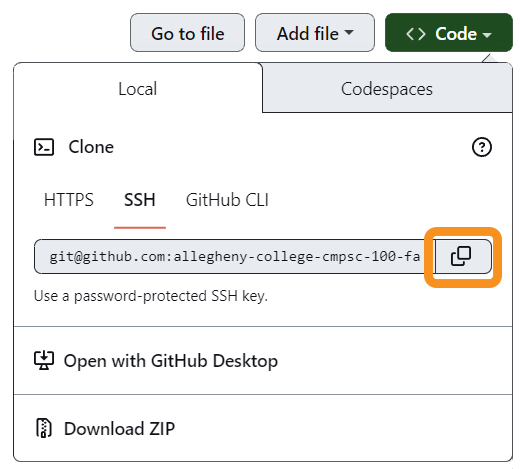 Go to file Add file <> Code
Local Codespaces
Clone
HTTPS SSH GitHub CLI
git@github.com:allegheny-college-cmpsc-100-fa
Use a password-protected SSH key.
Open with GitHub Desktop
Download ZIP